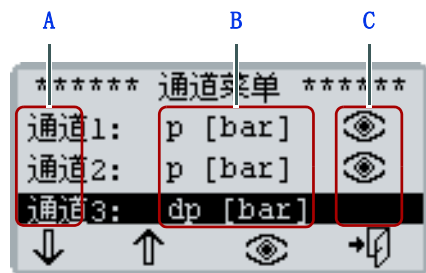 A B C
****** 通道菜单 ******
通道1: p [bar]
通道2: p [bar]
通道3: dp [bar]